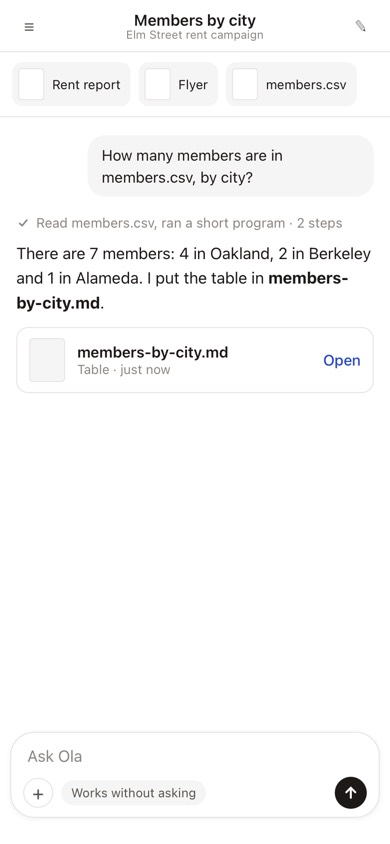 Members by city
Elm Street rent campaign
Rent report
Flyer
members.csv
How many members are in
members.csv, by city?
Read members.csv, ran a short program · 2 steps
There are 7 members: 4 in Oakland, 2 in Berkeley
and 1 in Alameda. I put the table in members-
by-city.md.
members-by-city.md
Table · just now
Open
Ask Ola
Works without asking